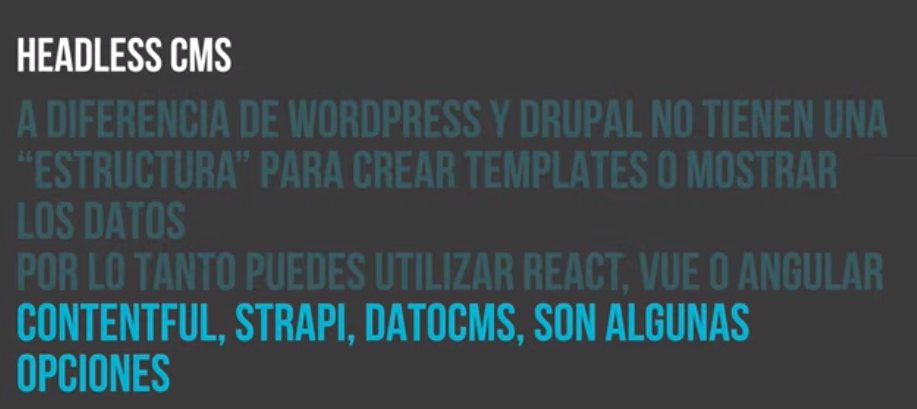 HEADLESS CMS
A DIFERENCIA DE WORDPRESS Y DRUPAL NO TIENEN UNA
“ESTRUCTURA” PARA CREAR TEMPLATES O MOSTRAR
LOS DATOS
POR LO TANTO PUEDES UTILIZAR REACT, VUE O ANGULAR
CONTENTFUL, STRAPI, DATOCMS, SON ALGUNAS
OPCIONES